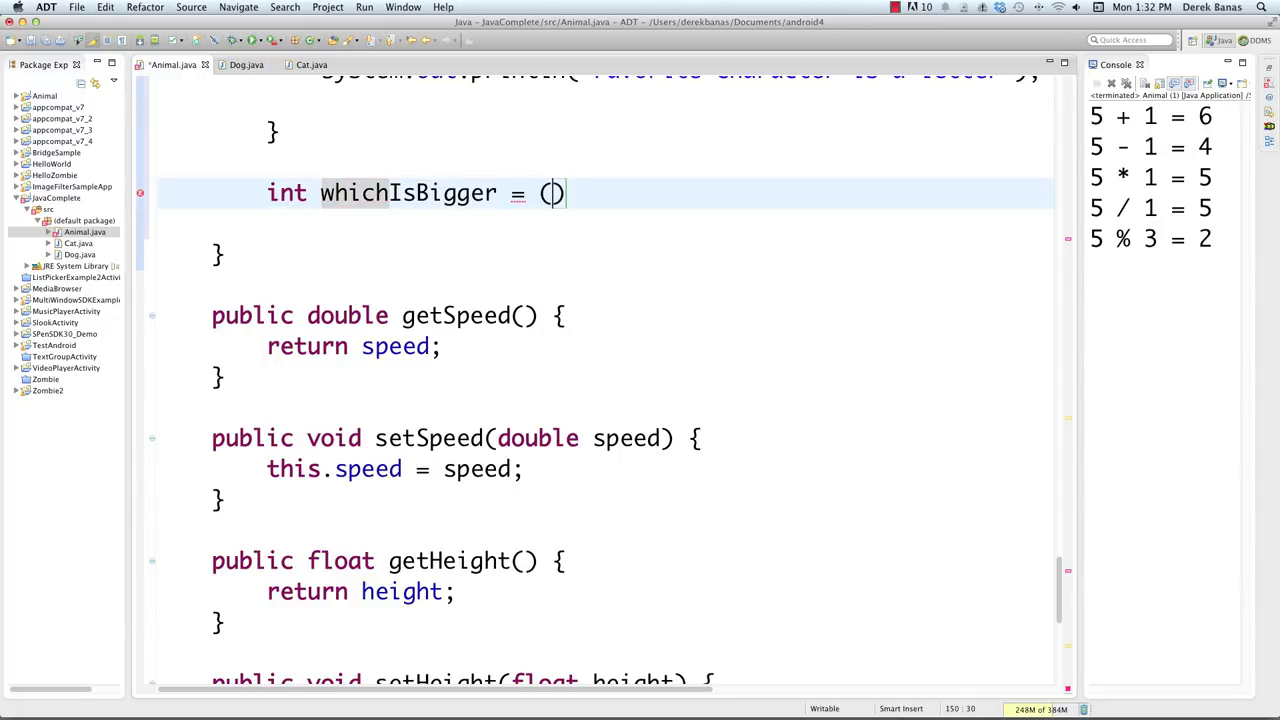 ADT File Edit Refactor Source Navigate Search Project Run Window Help 10 Mon 1:32 PM Derek Banas
Java – JavaComplete/src/Animal.java – ADT – /Users/derekbanas/Documents/android4
Quick Access Java DDMS
Package Exp *Animal.java Dog.java Cat.java Console
<terminated> Animal (1) [Java Application] /S
Animal
appcompat_v7
appcompat_v7_2
appcompat_v7_3
appcompat_v7_4
BridgeSample
HelloWorld
HelloZombie
ImageFilterSampleApp
JavaComplete
src
(default package)
Animal.java
Cat.java
Dog.java
JRE System Library [Ja
ListPickerExample2Activi
MediaBrowser
MultiWindowSDKExample
MusicPlayerActivity
SlookActivity
SPenSDK30_Demo
TestAndroid
TextGroupActivity
VideoPlayerActivity
Zombie
Zombie2
System.out.println("Favorite character is a letter");
}
int whichIsBigger = ()
}
public double getSpeed() {
return speed;
}
public void setSpeed(double speed) {
this.speed = speed;
}
public float getHeight() {
return height;
}
public void setHeight(float height) {
5 + 1 = 6
5 - 1 = 4
5 * 1 = 5
5 / 1 = 5
5 % 3 = 2
Writable Smart Insert 150 : 30 248M of 384M